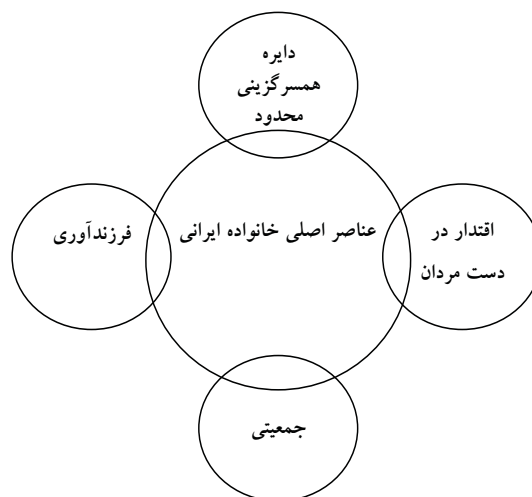 دایره
همسرگزینی
محدود
عناصر اصلی خانواده ایرانی
اقتدار در
دست مردان
فرزندآوری
جمعیتی